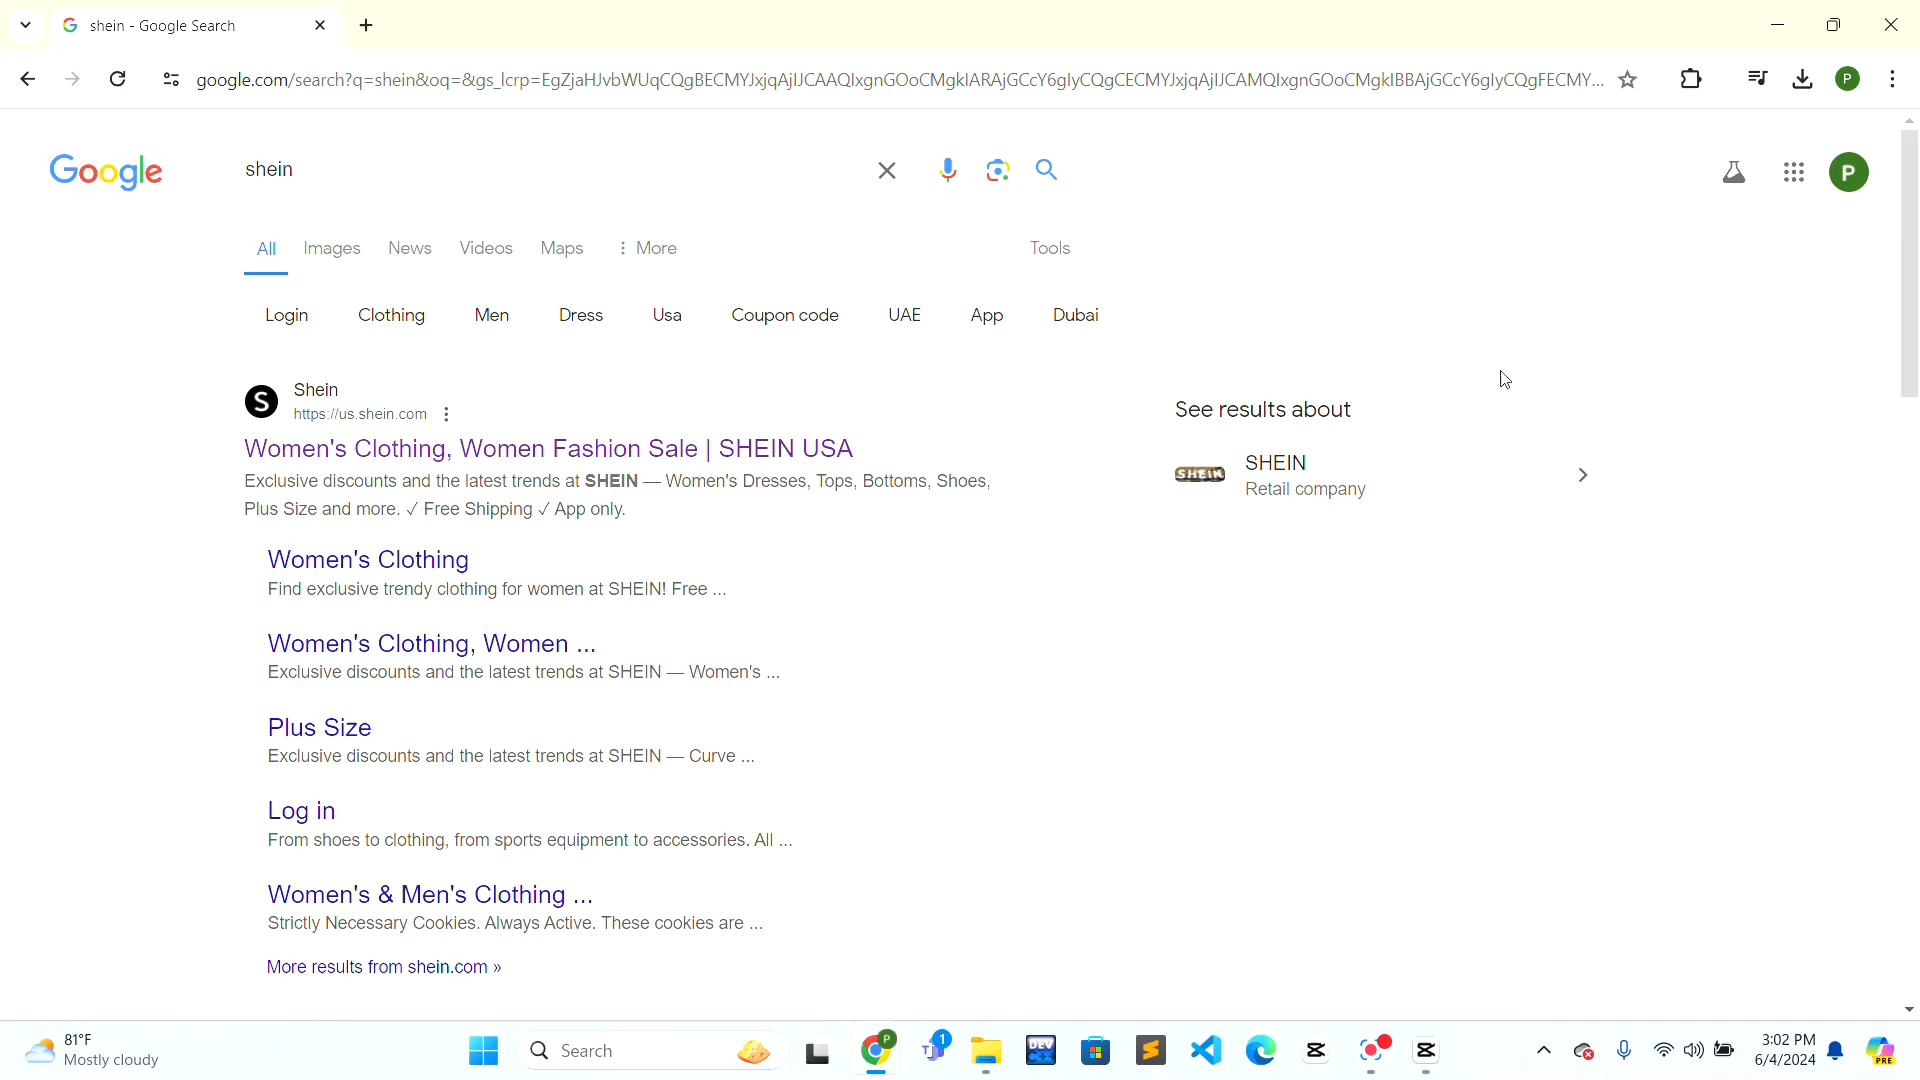 shein - Google Search
google.com/search?q=shein&oq=&gs_lcrp=EgZjaHJvbWUqCQgBECMYJxjqAjIJCAAQIxgnGOoCMgkIARAjGCcY6gIyCQgCECMYJxjqAjIJCAMQIxgnGOoCMgkIBBAjGCcY6gIyCQgFECMY...
P
Google
shein
P
All
Images
News
Videos
Maps
More
Tools
Login
Clothing
Men
Dress
Usa
Coupon code
UAE
App
Dubai
S
Shein
https://us.shein.com
Women's Clothing, Women Fashion Sale | SHEIN USA
Exclusive discounts and the latest trends at SHEIN — Women's Dresses, Tops, Bottoms, Shoes,
Plus Size and more. ✓ Free Shipping ✓ App only.
See results about
SHEIN
SHEIN
Retail company
Women's Clothing
Find exclusive trendy clothing for women at SHEIN! Free ...
Women's Clothing, Women ...
Exclusive discounts and the latest trends at SHEIN — Women's ...
Plus Size
Exclusive discounts and the latest trends at SHEIN — Curve ...
Log in
From shoes to clothing, from sports equipment to accessories. All ...
Women's & Men's Clothing ...
Strictly Necessary Cookies. Always Active. These cookies are ...
More results from shein.com »
81°F
Mostly cloudy
Search
P
1
DEV
3:02 PM
6/4/2024
PRE